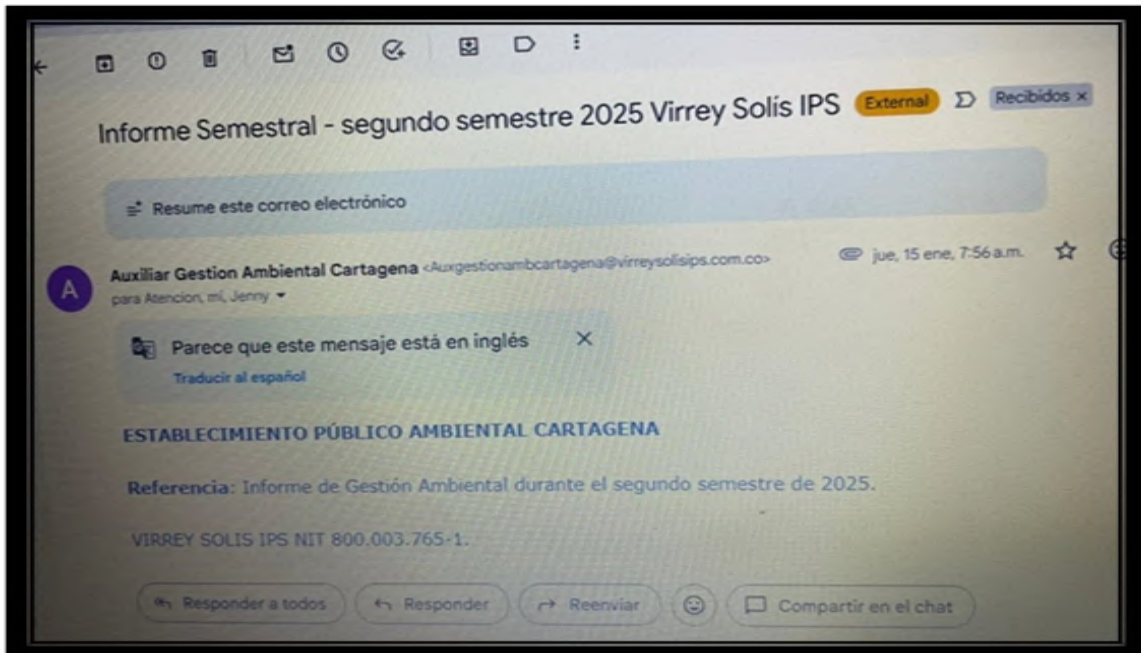 Informe Semestral - segundo semestre 2025 Virrey Solis IPS External Recibidos x
Resume este correo electrónico
Auxiliar Gestion Ambiental Cartagena <Auxgestionambcartagena@virreysolisips.com.co> jue, 15 ene, 7:56 a.m.
A
para Atencion, mí, Jenny
Parece que este mensaje está en inglés
Traducir al español
ESTABLECIMIENTO PÚBLICO AMBIENTAL CARTAGENA
Referencia: Informe de Gestión Ambiental durante el segundo semestre de 2025.
VIRREY SOLIS IPS NIT 800.003.765-1.
Responder a todos Responder Reenviar Compartir en el chat